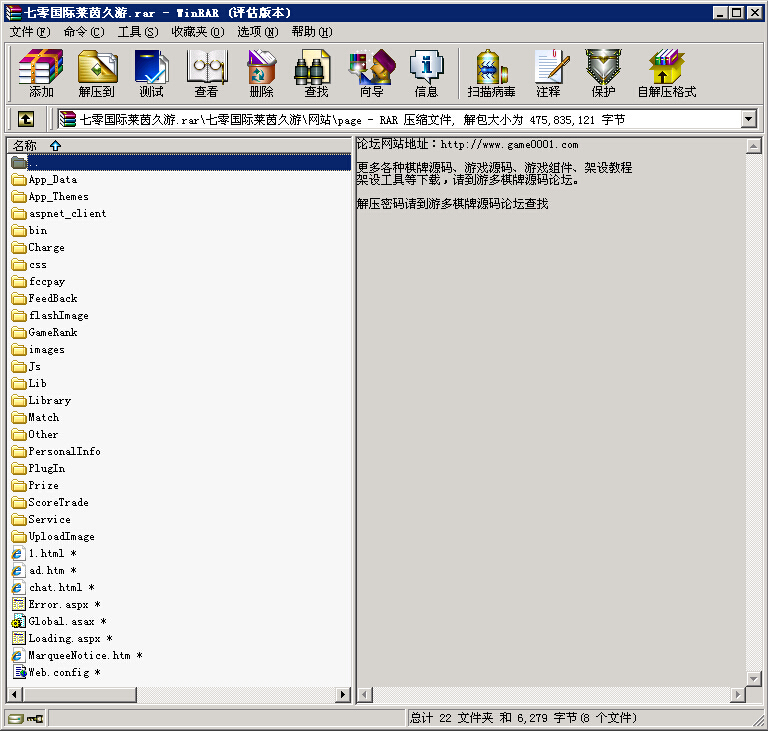 七零国际莱茵久游.rar - WinRAR (评估版本)
文件(F) 命令(C) 工具(S) 收藏夹(O) 选项(N) 帮助(H)
添加 解压到 测试 查看 删除 查找 向导 信息 扫描病毒 注释 保护 自解压格式
七零国际莱茵久游.rar\七零国际莱茵久游\网站\page - RAR 压缩文件, 解包大小为 475,835,121 字节
名称
..
App_Data
App_Themes
aspnet_client
bin
Charge
css
fccpay
FeedBack
flashImage
GameRank
images
Js
Lib
Library
Match
Other
PersonalInfo
PlugIn
Prize
ScoreTrade
Service
UploadImage
1.html *
ad.htm *
chat.html *
Error.aspx *
Global.asax *
Loading.aspx *
MarqueeNotice.htm *
Web.config *
论坛网站地址：http://www.game0001.com
更多各种棋牌源码、游戏源码、游戏组件、架设教程
架设工具等下载，请到游多棋牌源码论坛。
解压密码请到游多棋牌源码论坛查找
总计 22 文件夹 和 6,279 字节(8 个文件)